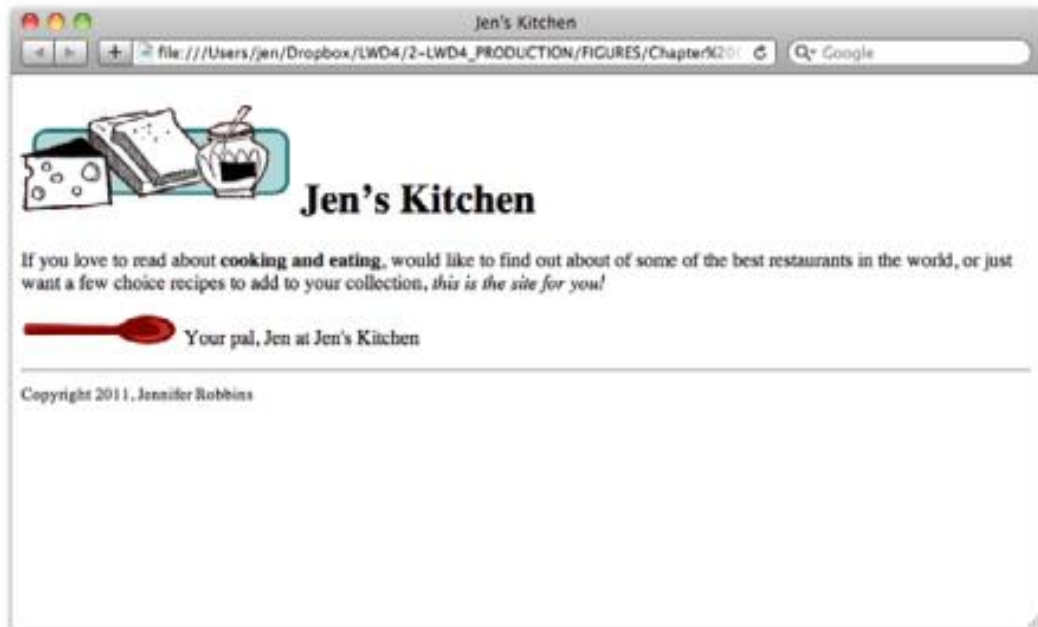 Jen's Kitchen
file:///Users/jen/Dropbox/LWD4/2-LWD4_PRODUCTION/FIGURES/Chapter%20
Google
Jen’s Kitchen
If you love to read about cooking and eating, would like to find out about of some of the best restaurants in the world, or just
want a few choice recipes to add to your collection, this is the site for you!
Your pal, Jen at Jen's Kitchen
Copyright 2011, Jennifer Robbins